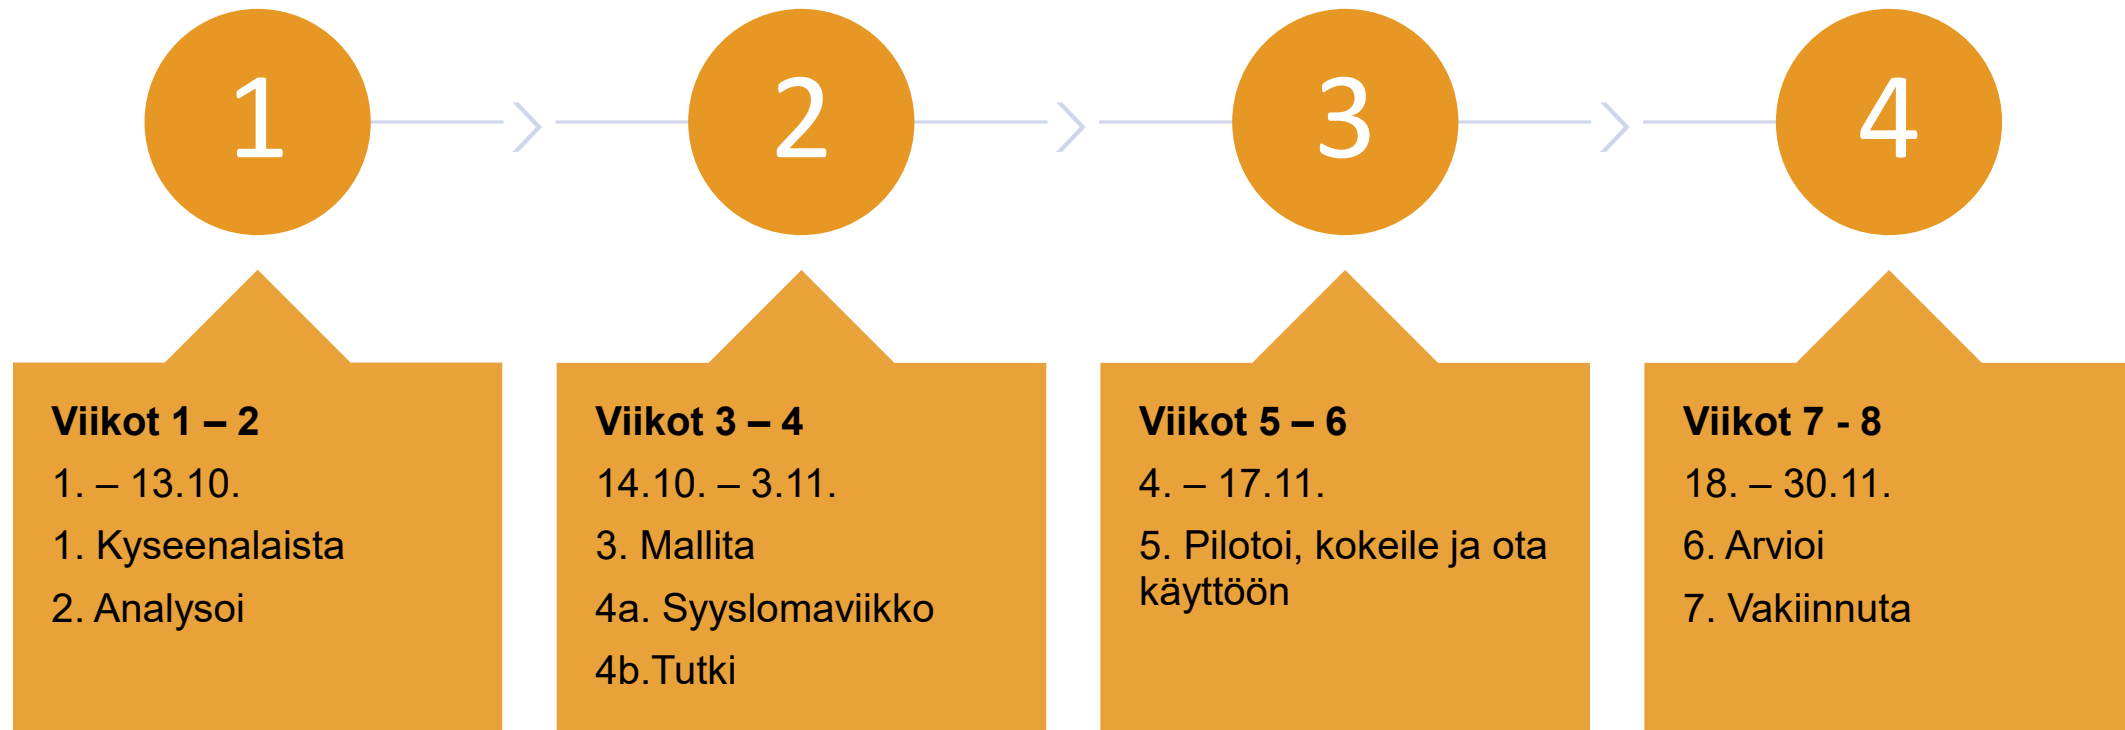 1
2
3
4
Viikot 1 – 2
1. – 13.10.
1. Kyseenalaista
2. Analysoi
Viikot 3 – 4
14.10. – 3.11.
3. Mallita
4a. Syyslomaviikko
4b.Tutki
Viikot 5 – 6
4. – 17.11.
5. Pilotoi, kokeile ja ota
käyttöön
Viikot 7 - 8
18. – 30.11.
6. Arvioi
7. Vakiinnuta